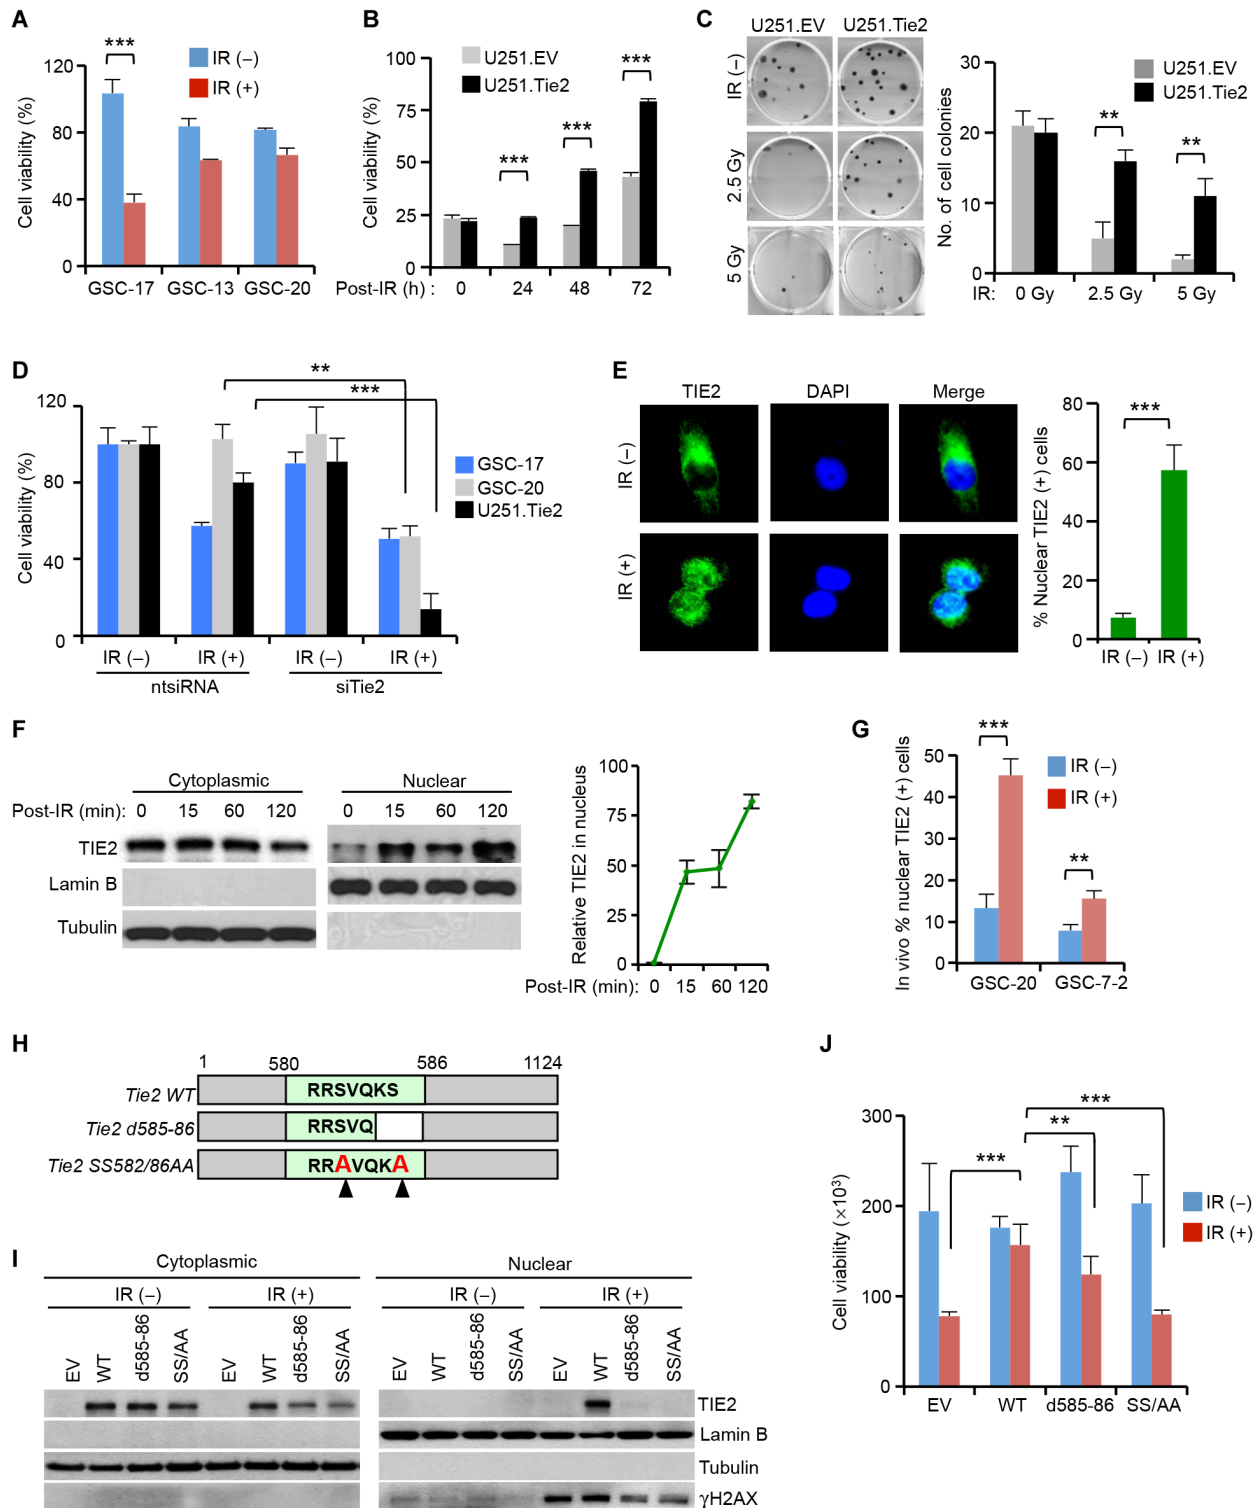 A
***
IR (–)
IR (+)
Cell viability (%)
120
80
40
0
GSC-17 GSC-13 GSC-20
B
U251.EV
U251.Tie2
***
***
***
Cell viability (%)
100
75
50
25
0
Post-IR (h) : 0 24 48 72
C
U251.EV U251.Tie2
IR (–)
2.5 Gy
5 Gy
U251.EV
U251.Tie2
**
**
No. of cell colonies
30
20
10
0
IR: 0 Gy 2.5 Gy 5 Gy
D
**
***
Cell viability (%)
120
80
40
0
GSC-17
GSC-20
U251.Tie2
IR (–) IR (+) IR (–) IR (+)
ntsiRNA siTie2
E
TIE2 DAPI Merge
IR (–)
IR (+)
***
% Nuclear TIE2 (+) cells
80
60
40
20
0
IR (–) IR (+)
F
Cytoplasmic Nuclear
Post-IR (min): 0 15 60 120 0 15 60 120
TIE2
Lamin B
Tubulin
Relative TIE2 in nucleus
100
75
50
25
0
Post-IR (min): 0 15 60 120
G
***
**
IR (–)
IR (+)
In vivo % nuclear TIE2 (+) cells
50
40
30
20
10
0
GSC-20 GSC-7-2
H
1 580 586 1124
Tie2 WT RRSVQKS
Tie2 d585-86 RRSVQ
Tie2 SS582/86AA RRAVQKA
I
Cytoplasmic Nuclear
IR (–) IR (+) IR (–) IR (+)
EV WT d585-86 SS/AA EV WT d585-86 SS/AA EV WT d585-86 SS/AA EV WT d585-86 SS/AA
TIE2
Lamin B
Tubulin
γH2AX
J
***
**
***
IR (–)
IR (+)
Cell viability (×10³)
300
200
100
0
EV WT d585-86 SS/AA